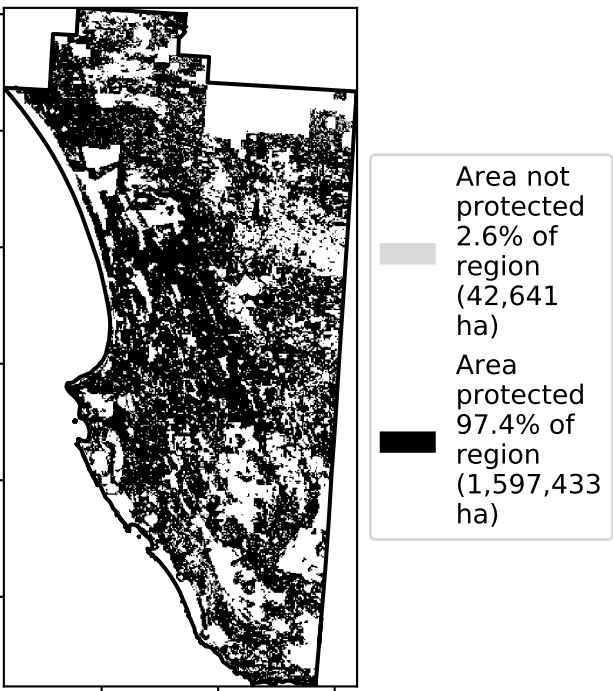 Area not
protected
2.6% of
region
(42,641
ha)
Area
protected
97.4% of
region
(1,597,433
ha)